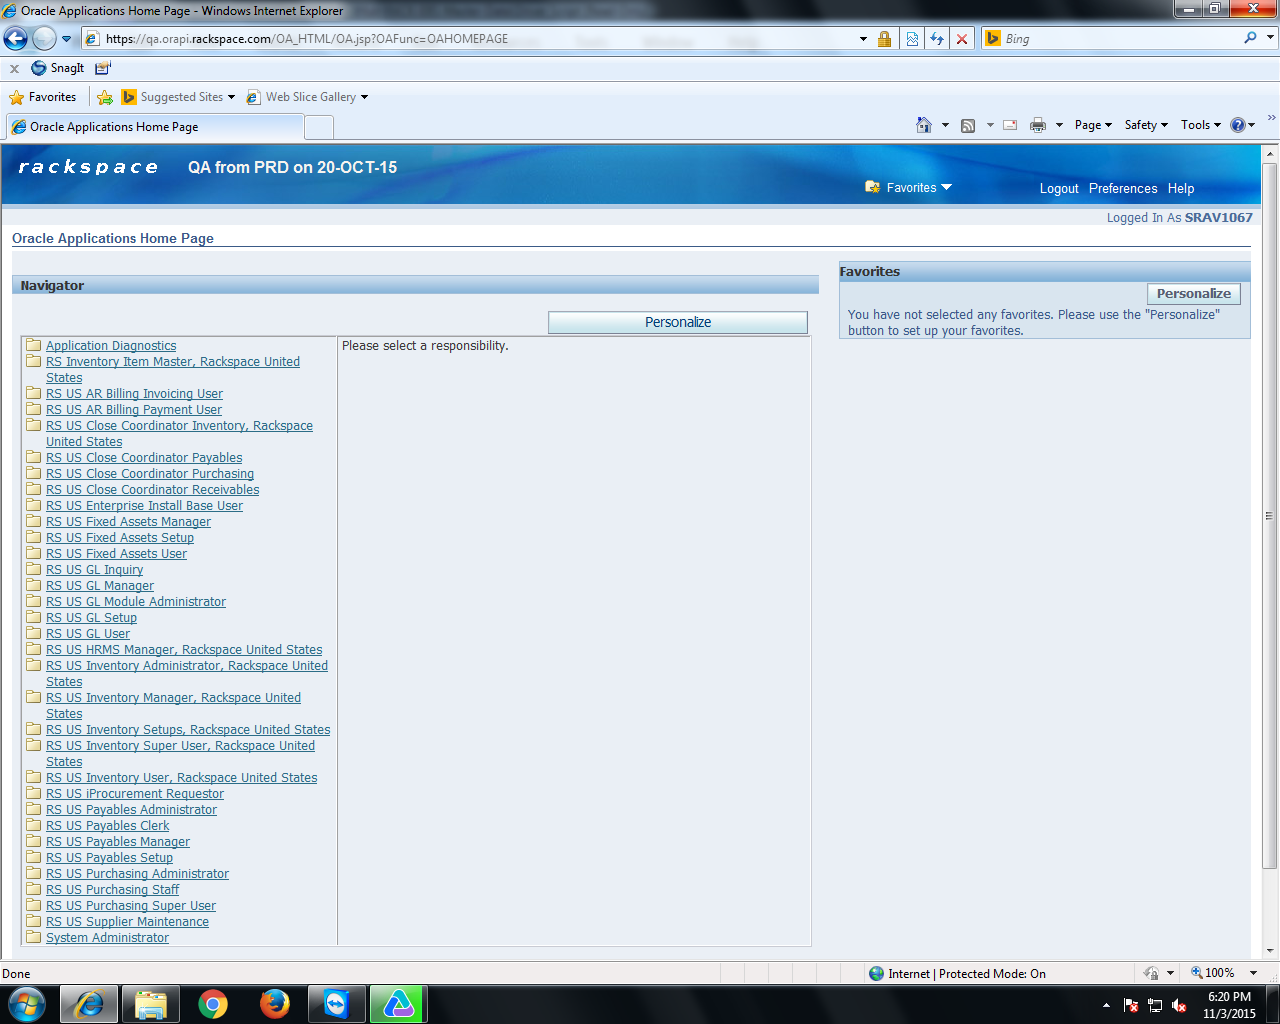 Oracle Applications Home Page - Windows Internet Explorer
https://qa.orapi.rackspace.com/OA_HTML/OA.jsp?OAFunc=OAHOMEPAGE
Bing
x SnagIt
Favorites Suggested Sites Web Slice Gallery
Oracle Applications Home Page
Page Safety Tools
rackspace QA from PRD on 20-OCT-15
Favorites Logout Preferences Help
Logged In As SRAV1067
Oracle Applications Home Page
Navigator
Personalize
Application Diagnostics
RS Inventory Item Master, Rackspace United
States
RS US AR Billing Invoicing User
RS US AR Billing Payment User
RS US Close Coordinator Inventory, Rackspace
United States
RS US Close Coordinator Payables
RS US Close Coordinator Purchasing
RS US Close Coordinator Receivables
RS US Enterprise Install Base User
RS US Fixed Assets Manager
RS US Fixed Assets Setup
RS US Fixed Assets User
RS US GL Inquiry
RS US GL Manager
RS US GL Module Administrator
RS US GL Setup
RS US GL User
RS US HRMS Manager, Rackspace United States
RS US Inventory Administrator, Rackspace United
States
RS US Inventory Manager, Rackspace United
States
RS US Inventory Setups, Rackspace United States
RS US Inventory Super User, Rackspace United
States
RS US Inventory User, Rackspace United States
RS US iProcurement Requestor
RS US Payables Administrator
RS US Payables Clerk
RS US Payables Manager
RS US Payables Setup
RS US Purchasing Administrator
RS US Purchasing Staff
RS US Purchasing Super User
RS US Supplier Maintenance
System Administrator
Please select a responsibility.
Favorites
Personalize
You have not selected any favorites. Please use the "Personalize"
button to set up your favorites.
Done
Internet | Protected Mode: On
100%
6:20 PM
11/3/2015